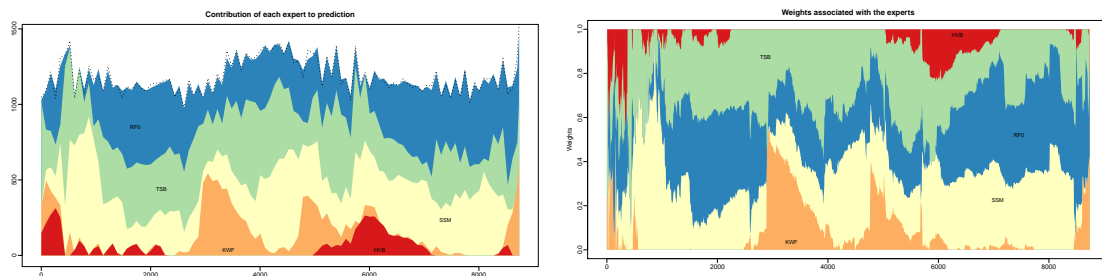 Contribution of each expert to prediction
1500
1000
500
0
RF0
TSB
SSM
KWF
HVB
0
2000
4000
6000
8000
Weights associated with the experts
Weights
1.0
0.8
0.6
0.4
0.2
0.0
HVB
TSB
RF0
SSM
KWF
0
2000
4000
6000
8000